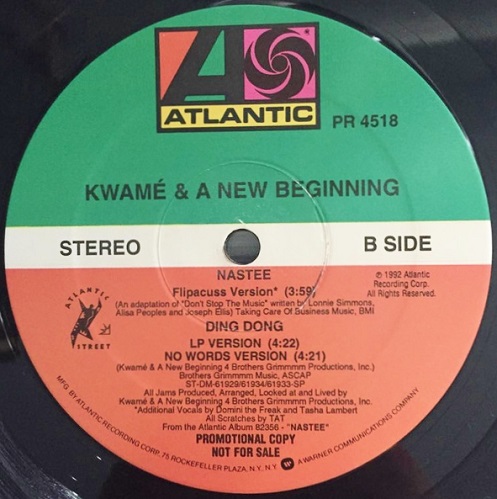 ATLANTIC
PR 4518
KWAMÉ & A NEW BEGINNING
STEREO
B SIDE
NASTEE
Flipacuss Version* (3:59)
(An adaptation of "Don't Stop The Music" written by Lonnie Simmons,
Alisa Peoples and Joseph Ellis) Taking Care Of Business Music, BMI
© 1992 Atlantic
Recording Corp.
All Rights Reserved.
ATLANTIC
STREET
DING DONG
LP VERSION (4:22)
NO WORDS VERSION (4:21)
(Kwamé & A New Beginning 4 Brothers Grimmmm Productions, Inc.)
Brothers Grimmmm Music, ASCAP
ST-DM-61929/61934/61933-SP
All Jams Produced, Arranged, Looked at and Lived by
Kwamé & A New Beginning 4 Brothers Grimmmm Productions, Inc.
*Additional Vocals by Domini the Freak and Tasha Lambert
All Scratches by TAT
From the Atlantic Album 82356 - "NASTEE"
PROMOTIONAL COPY
NOT FOR SALE
MFG. BY ATLANTIC RECORDING CORP. 75 ROCKEFELLER PLAZA, N.Y. N.Y. A WARNER COMMUNICATIONS COMPANY